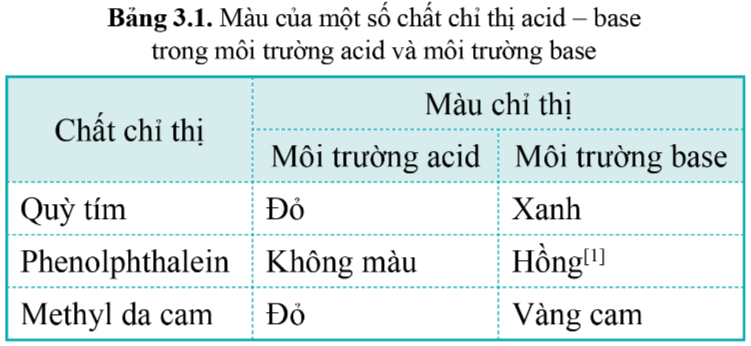 Bảng 3.1. Màu của một số chất chỉ thị acid – base
trong môi trường acid và môi trường base
Chất chỉ thị
Màu chỉ thị
Môi trường acid
Môi trường base
Quỳ tím Đỏ Xanh
Phenolphthalein Không màu Hồng[1]
Methyl da cam Đỏ Vàng cam